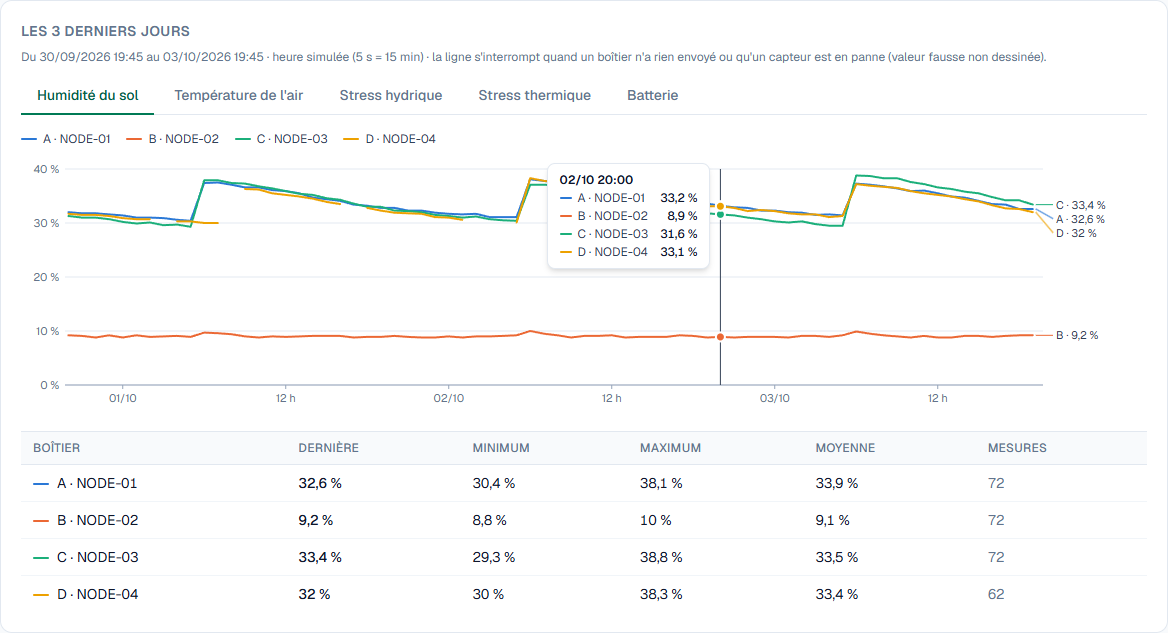 LES 3 DERNIERS JOURS
Du 30/09/2026 19:45 au 03/10/2026 19:45 · heure simulée (5 s = 15 min) · la ligne s'interrompt quand un boîtier n'a rien envoyé ou qu'un capteur est en panne (valeur fausse non dessinée).
Humidité du sol Température de l'air Stress hydrique Stress thermique Batterie
A · NODE-01 B · NODE-02 C · NODE-03 D · NODE-04
40 %
30 %
20 %
10 %
0 %
02/10 20:00
A · NODE-01 33,2 %
B · NODE-02 8,9 %
C · NODE-03 31,6 %
D · NODE-04 33,1 %
C · 33,4 %
A · 32,6 %
D · 32 %
B · 9,2 %
01/10 12 h 02/10 12 h 03/10 12 h
BOÎTIER DERNIÈRE MINIMUM MAXIMUM MOYENNE MESURES
A · NODE-01 32,6 % 30,4 % 38,1 % 33,9 % 72
B · NODE-02 9,2 % 8,8 % 10 % 9,1 % 72
C · NODE-03 33,4 % 29,3 % 38,8 % 33,5 % 72
D · NODE-04 32 % 30 % 38,3 % 33,4 % 62